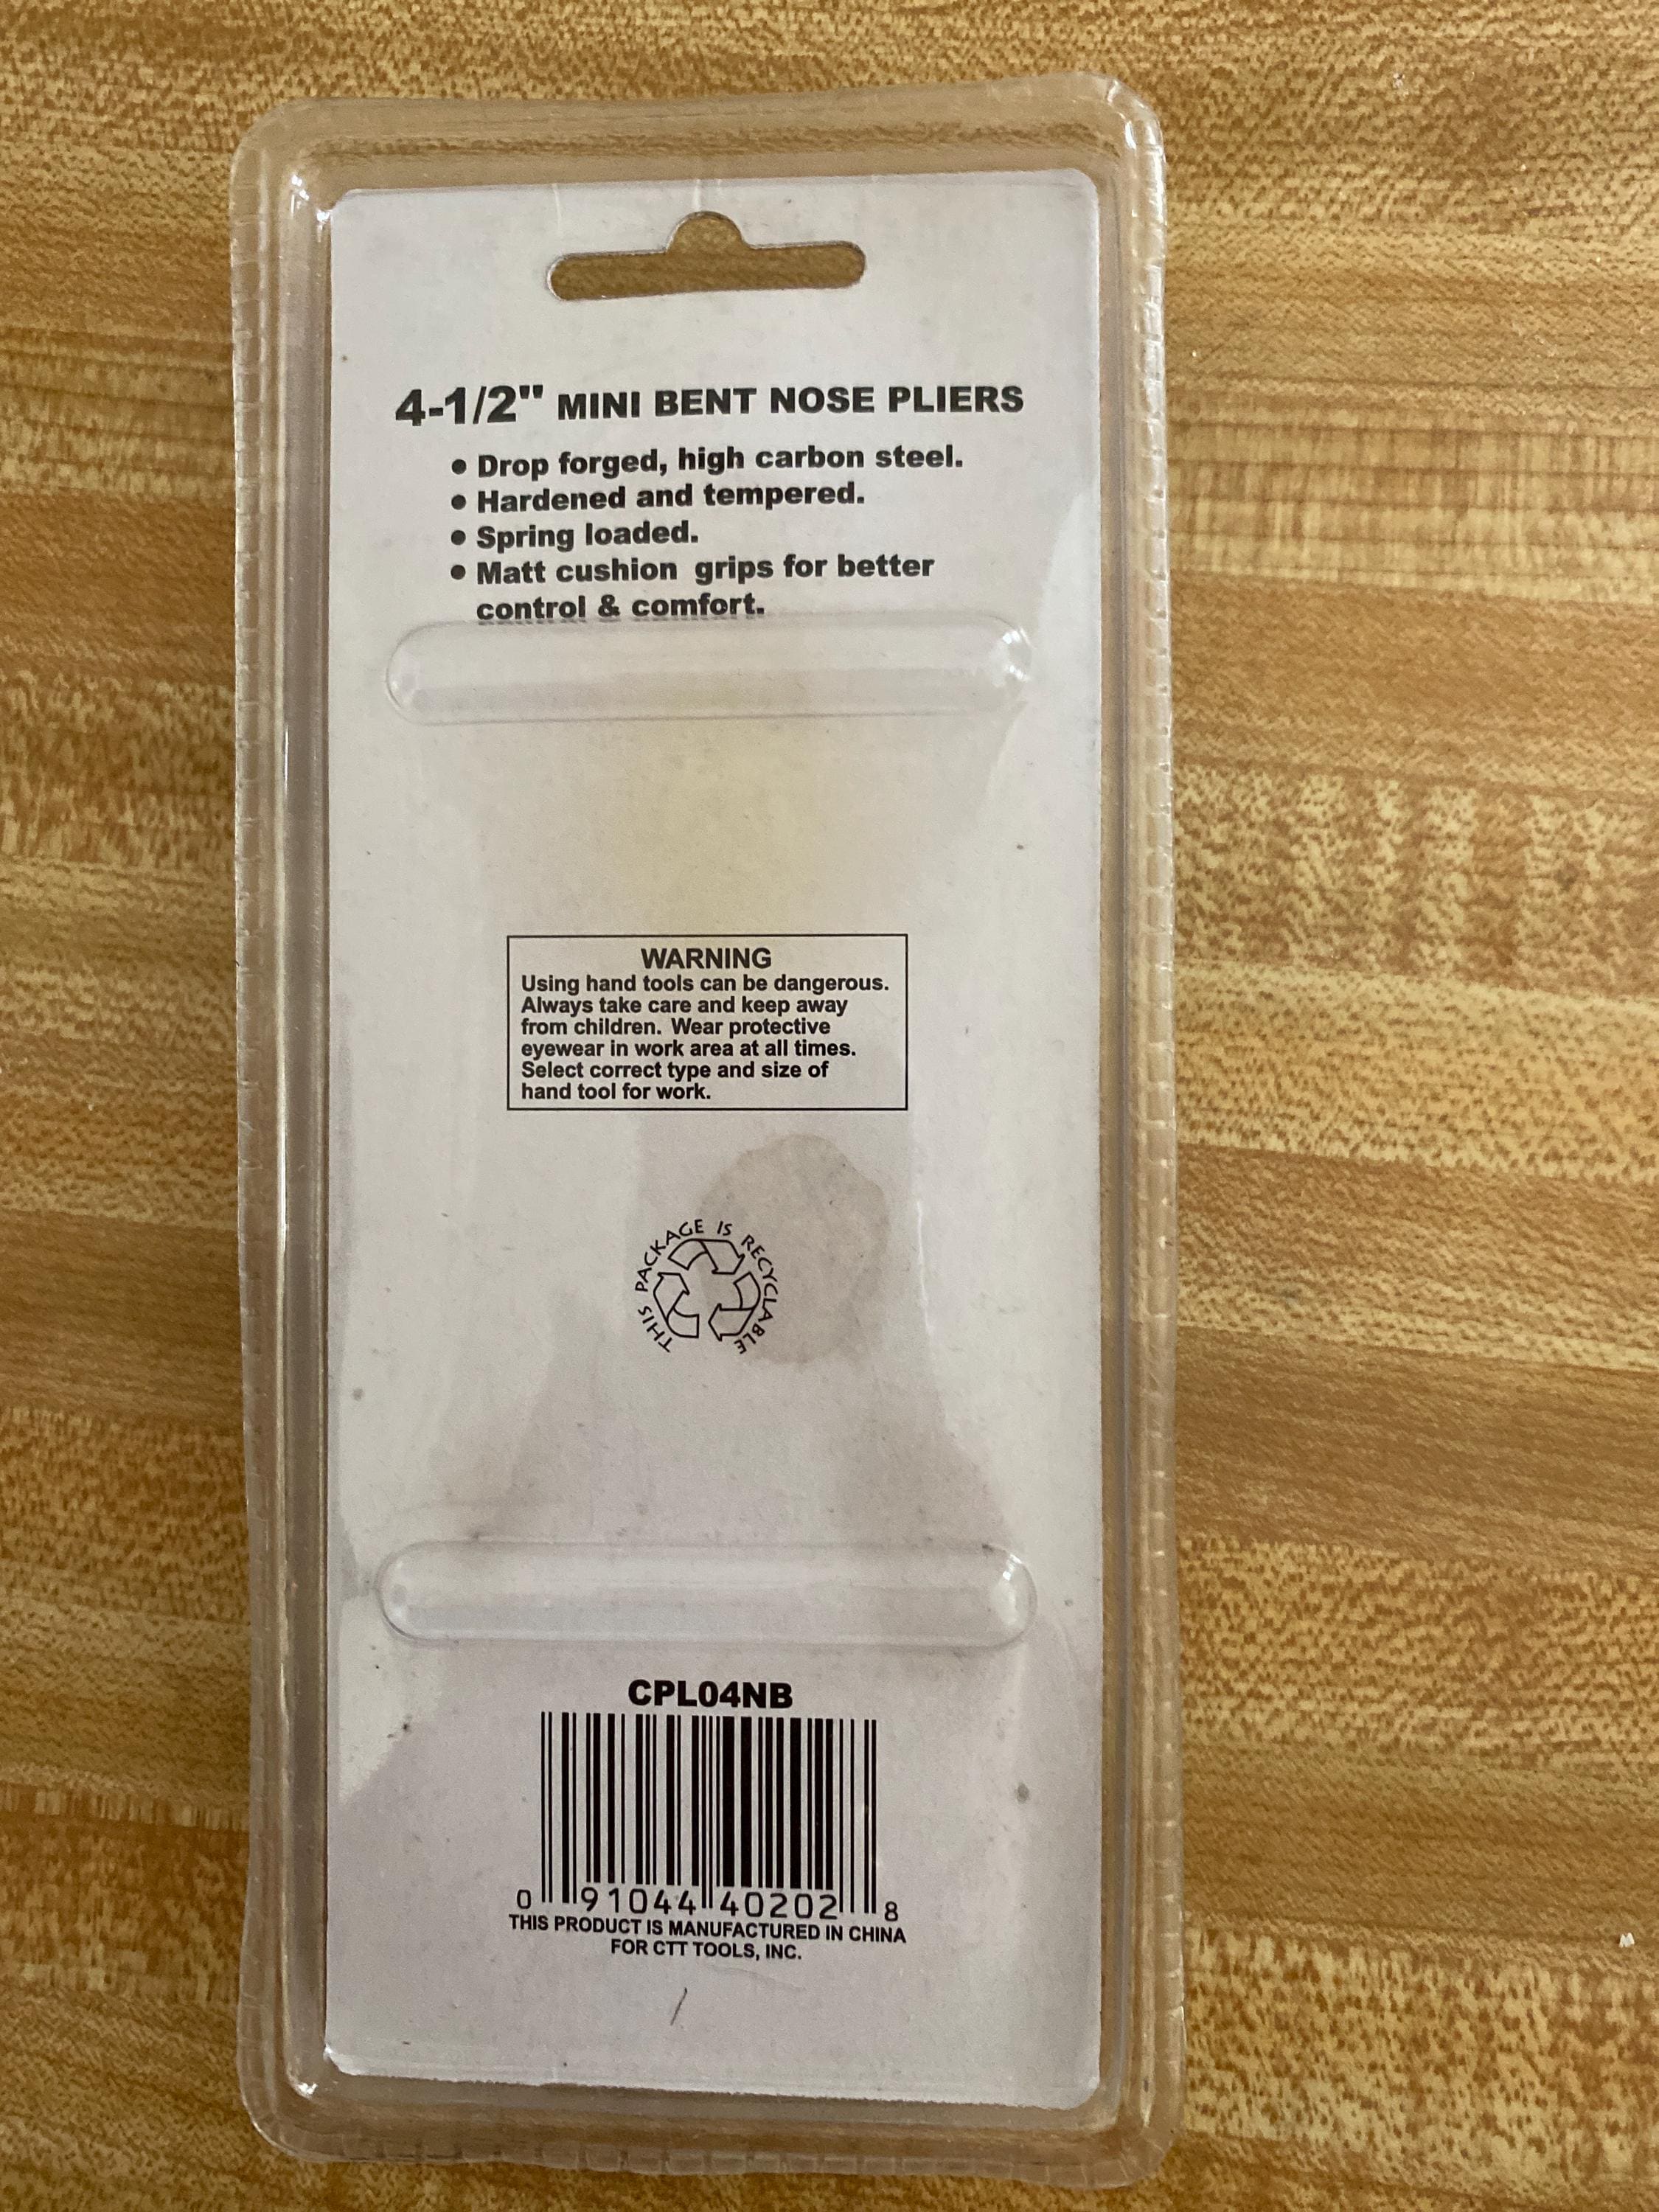 4-1/2" MINI BENT NOSE PLIERS
● Drop forged, high carbon steel.
● Hardened and tempered.
● Spring loaded.
● Matt cushion grips for better
control & comfort.
WARNING
Using hand tools can be dangerous.
Always take care and keep away
from children. Wear protective
eyewear in work area at all times.
Select correct type and size of
hand tool for work.
THIS PACKAGE IS RECYCLABLE
CPL04NB
0 91044 40202 8
THIS PRODUCT IS MANUFACTURED IN CHINA
FOR CTT TOOLS, INC.